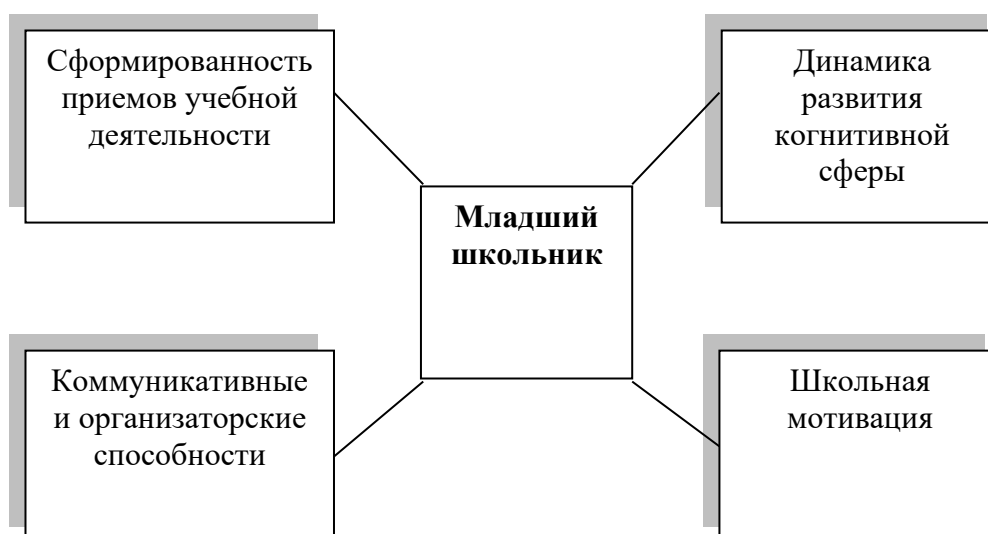 Сформированность
приемов учебной
деятельности
Динамика
развития
когнитивной
сферы
Младший
школьник
Коммуникативные
и организаторские
способности
Школьная
мотивация